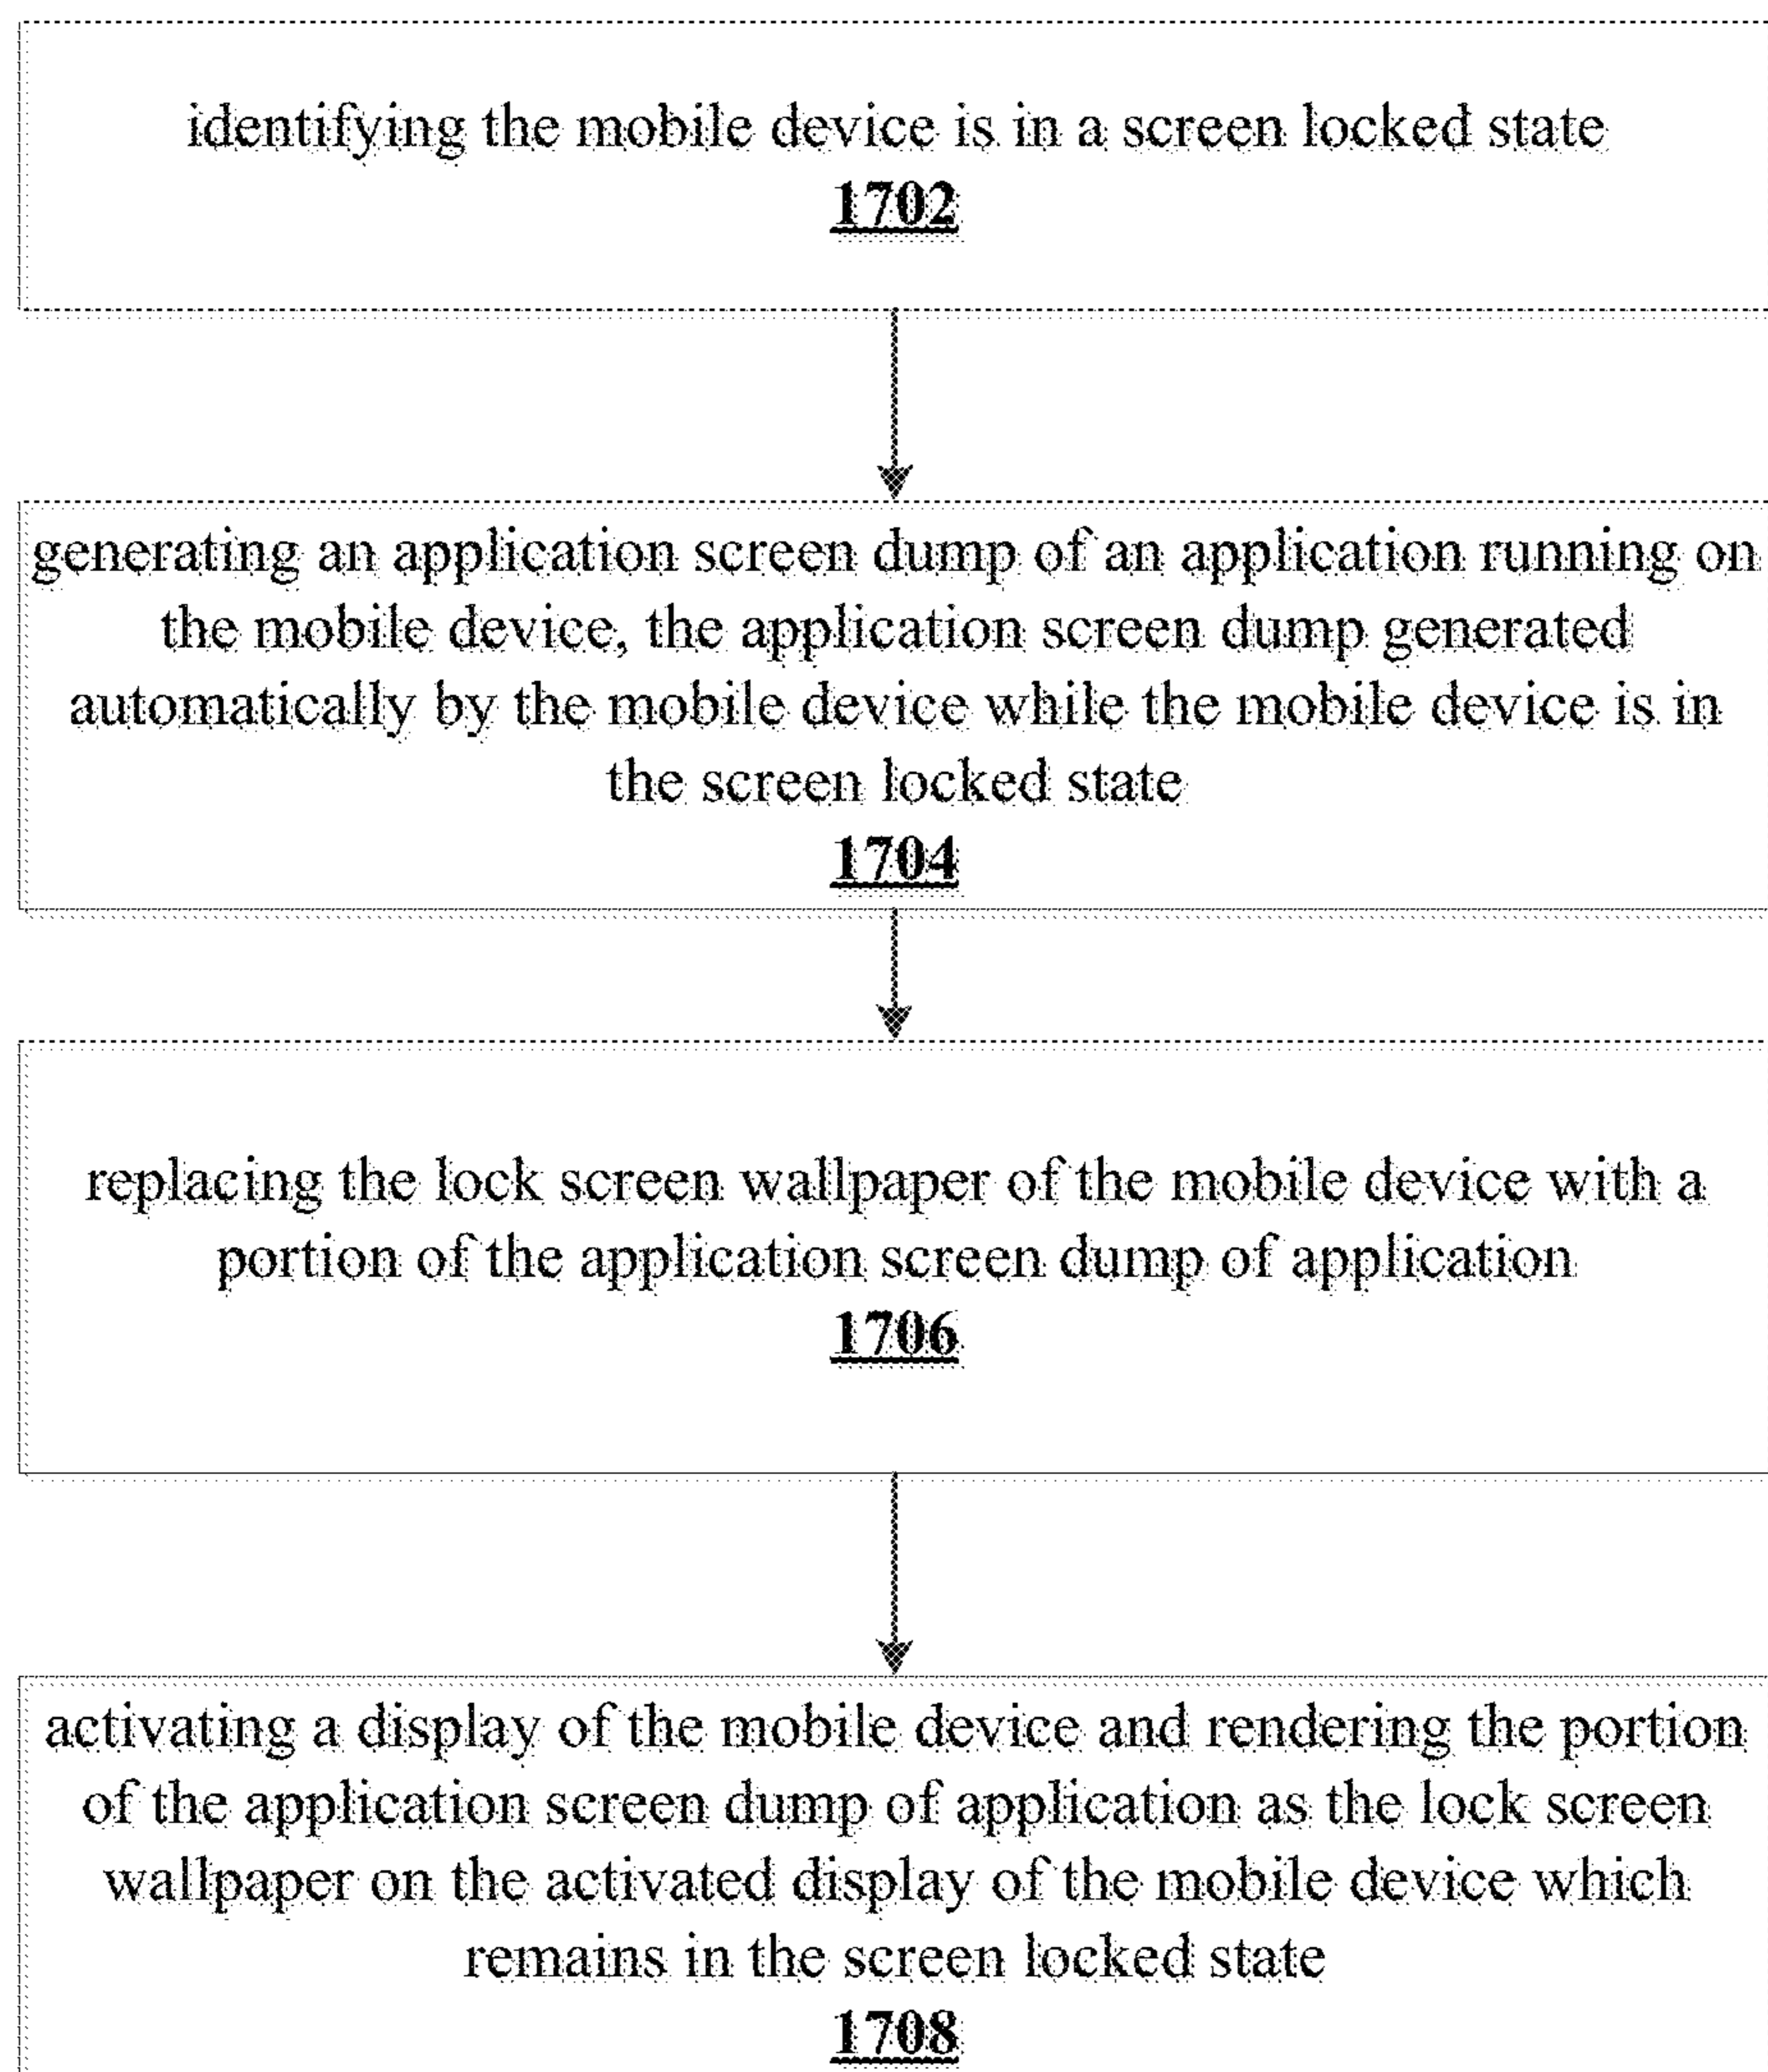 identifying the mobile device is in a screen locked state
1702
generating an application screen dump of an application running on
the mobile device, the application screen dump generated
automatically by the mobile device while the mobile device is in
the screen locked state
1704
replacing the lock screen wallpaper of the mobile device with a
portion of the application screen dump of application
1706
activating a display of the mobile device and rendering the portion
of the application screen dump of application as the lock screen
wallpaper on the activated display of the mobile device which
remains in the screen locked state
1708